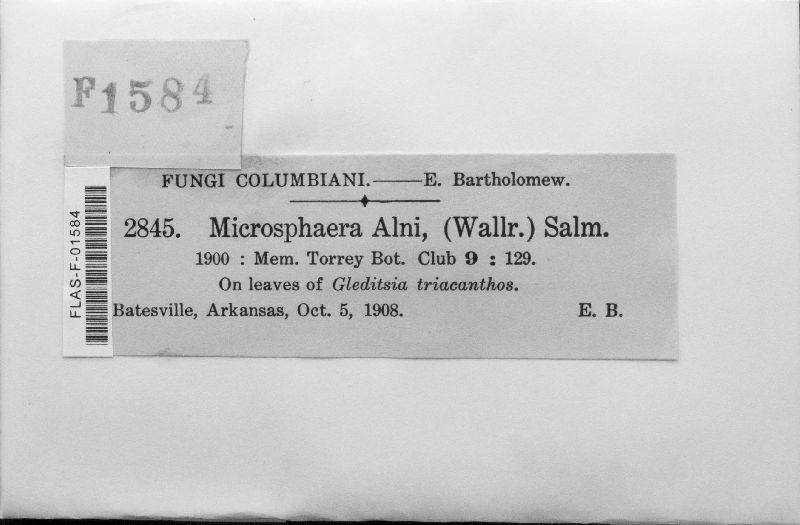 F1584
FUNGI COLUMBIANI.——E. Bartholomew.
2845. Microsphaera Alni, (Wallr.) Salm.
1900 : Mem. Torrey Bot. Club 9 : 129.
On leaves of Gleditsia triacanthos.
Batesville, Arkansas, Oct. 5, 1908. E. B.
FLAS-F-01584